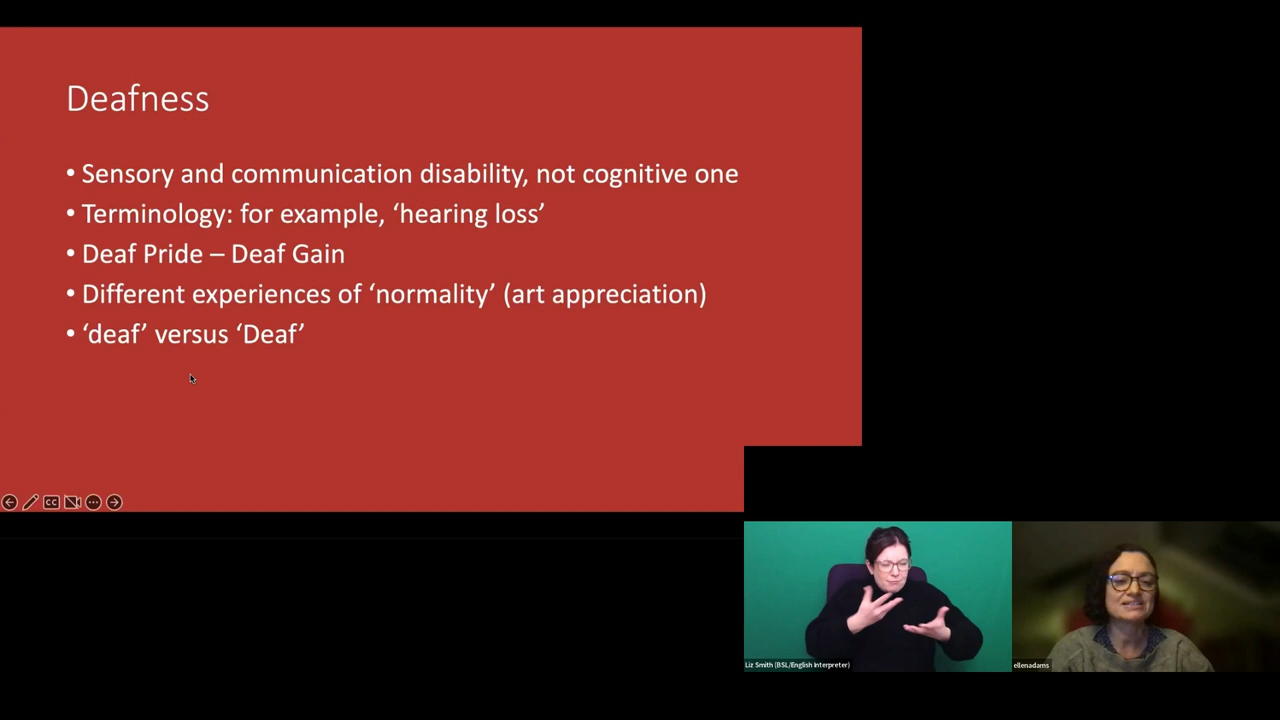 Deafness
• Sensory and communication disability, not cognitive one
• Terminology: for example, ‘hearing loss’
• Deaf Pride – Deaf Gain
• Different experiences of ‘normality’ (art appreciation)
• ‘deaf’ versus ‘Deaf’
CC
Liz Smith (BSL/English Interpreter)
ellenadams